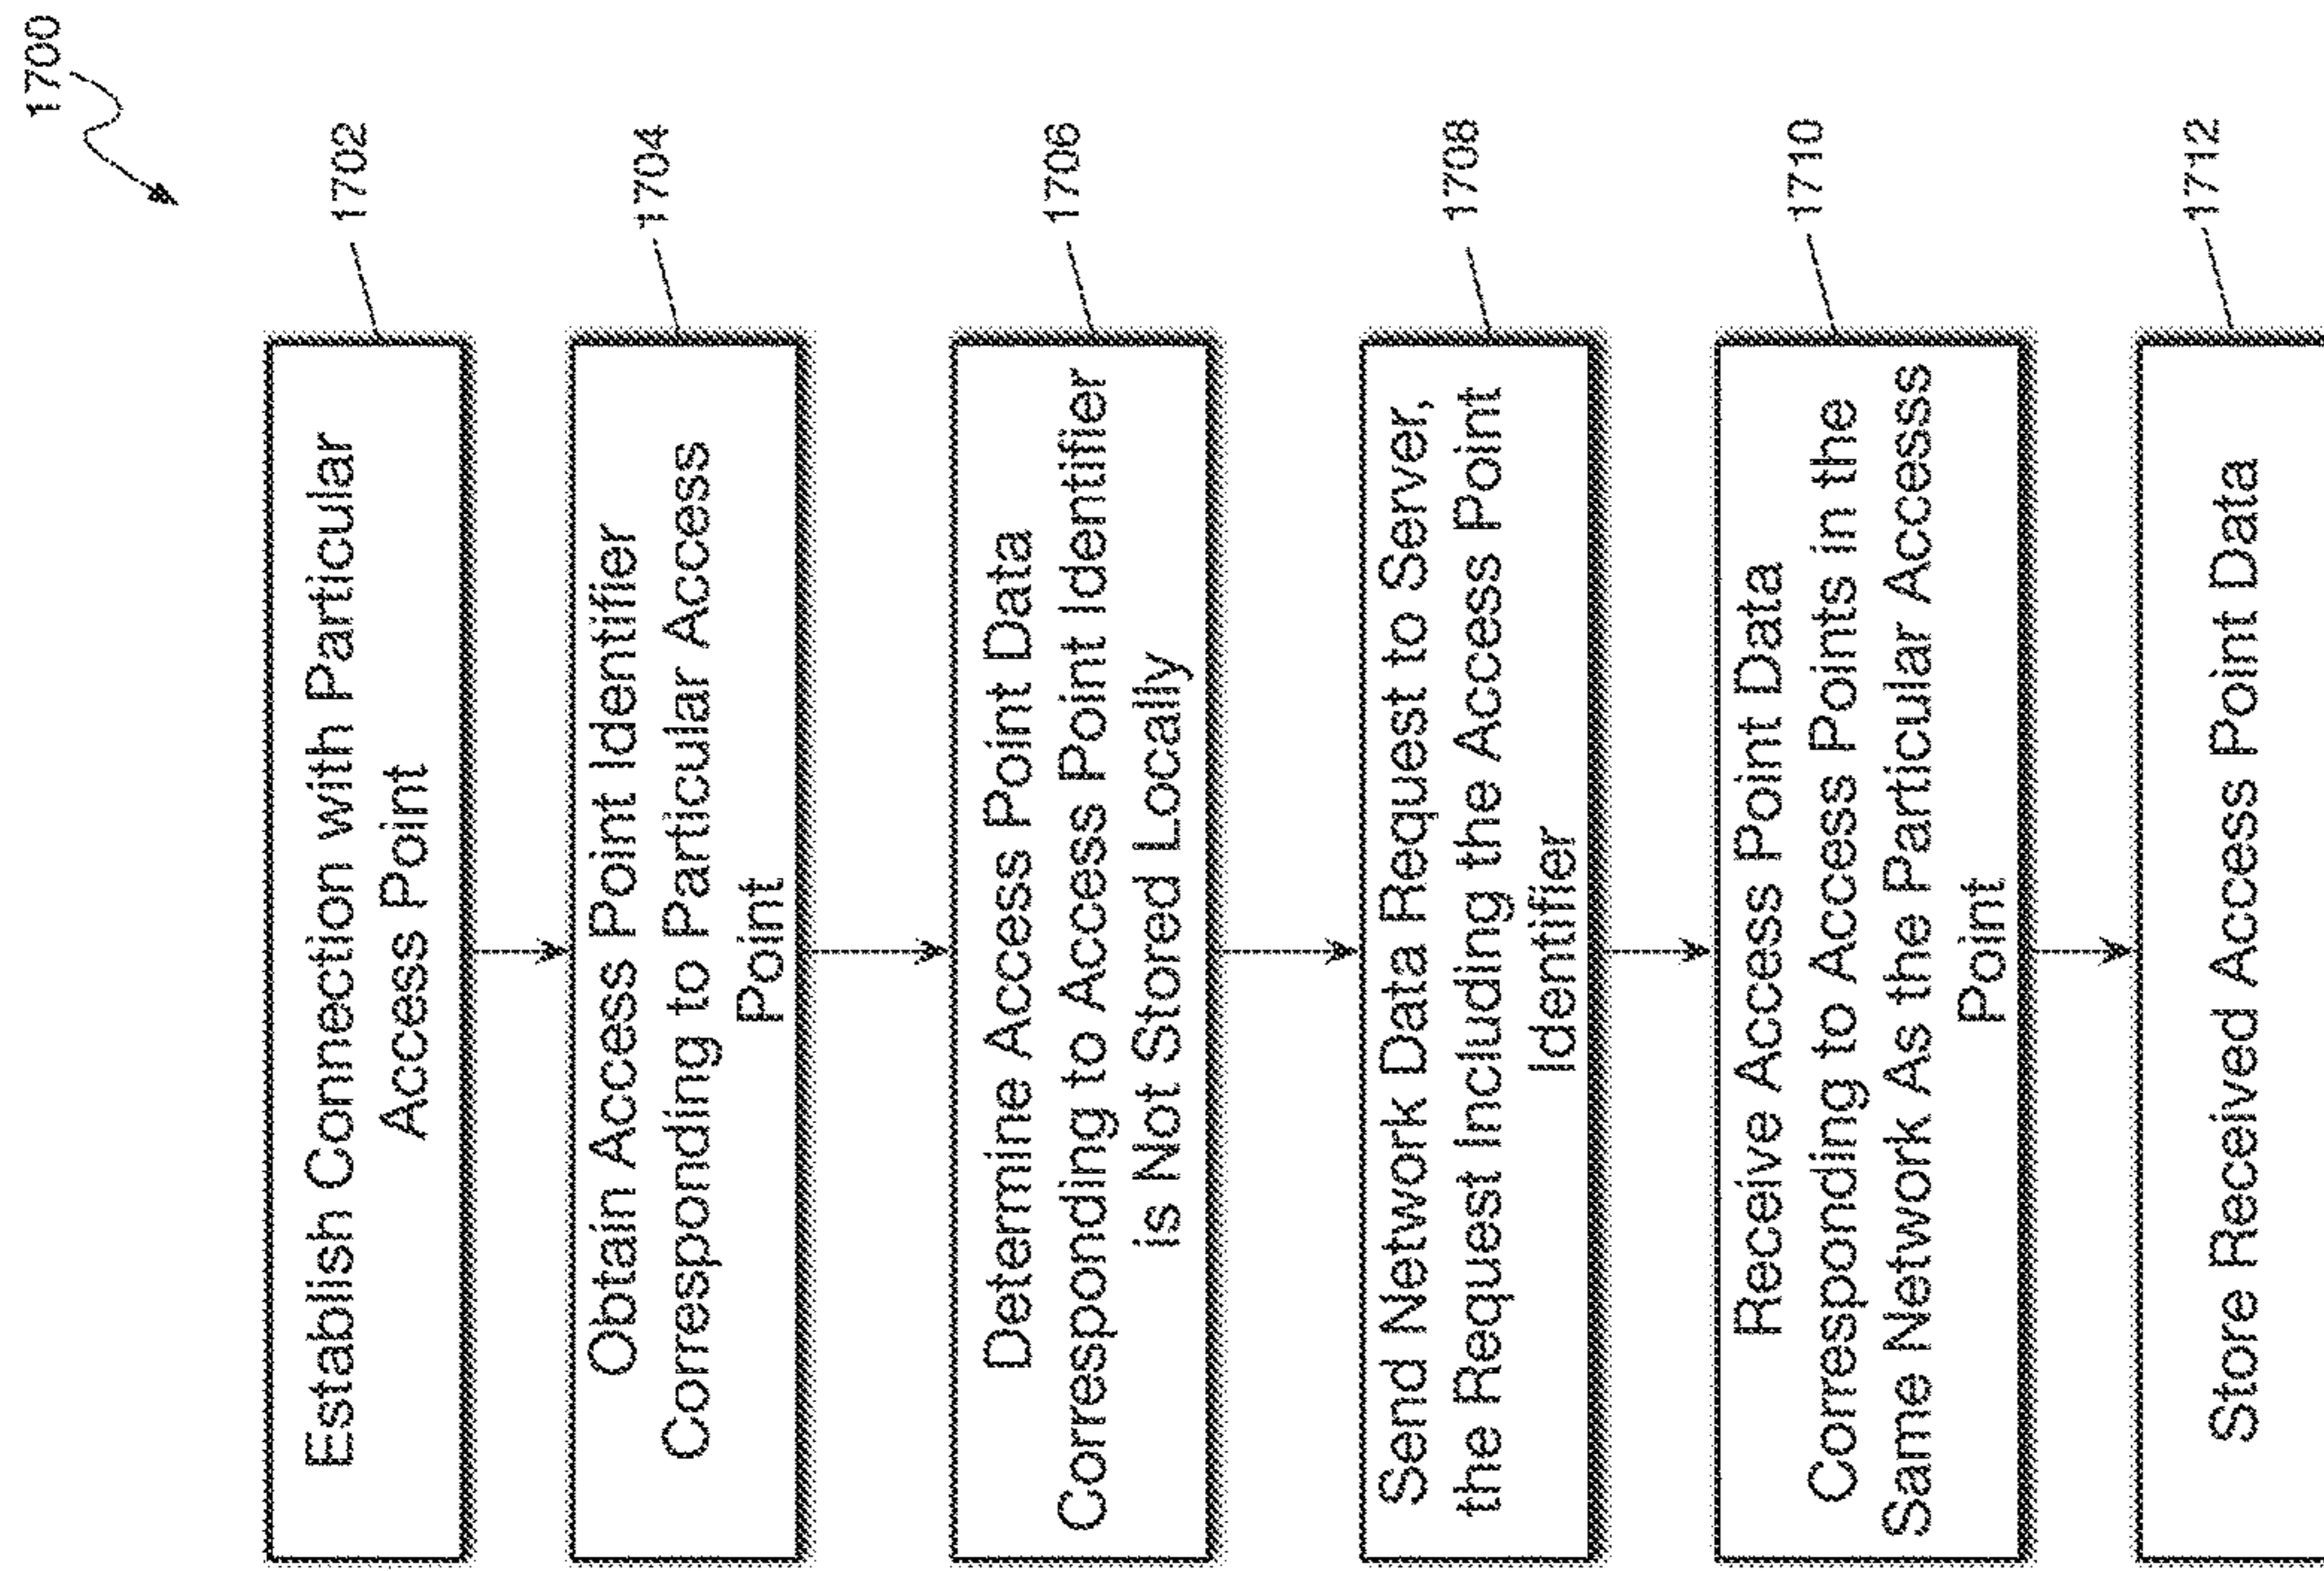 1700
Establish Connection with Particular
Access Point
1702
Obtain Access Point Identifier
Corresponding to Particular Access
Point
1704
Determine Access Point Data
Corresponding to Access Point Identifier
is Not Stored Locally
1706
Send Network Data Request to Server,
the Request Including the Access Point
Identifier
1708
Receive Access Point Data
Corresponding to Access Points in the
Same Network As the Particular Accesss
Point
1710
Store Received Access Point Data
1712